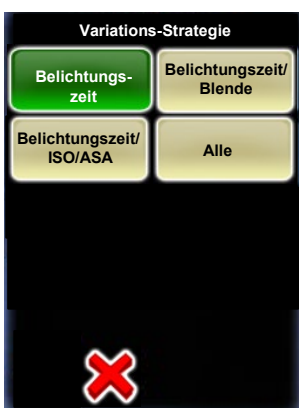 Variations-Strategie
Belichtungs-
zeit
Belichtungszeit/
Blende
Belichtungszeit/
ISO/ASA
Alle